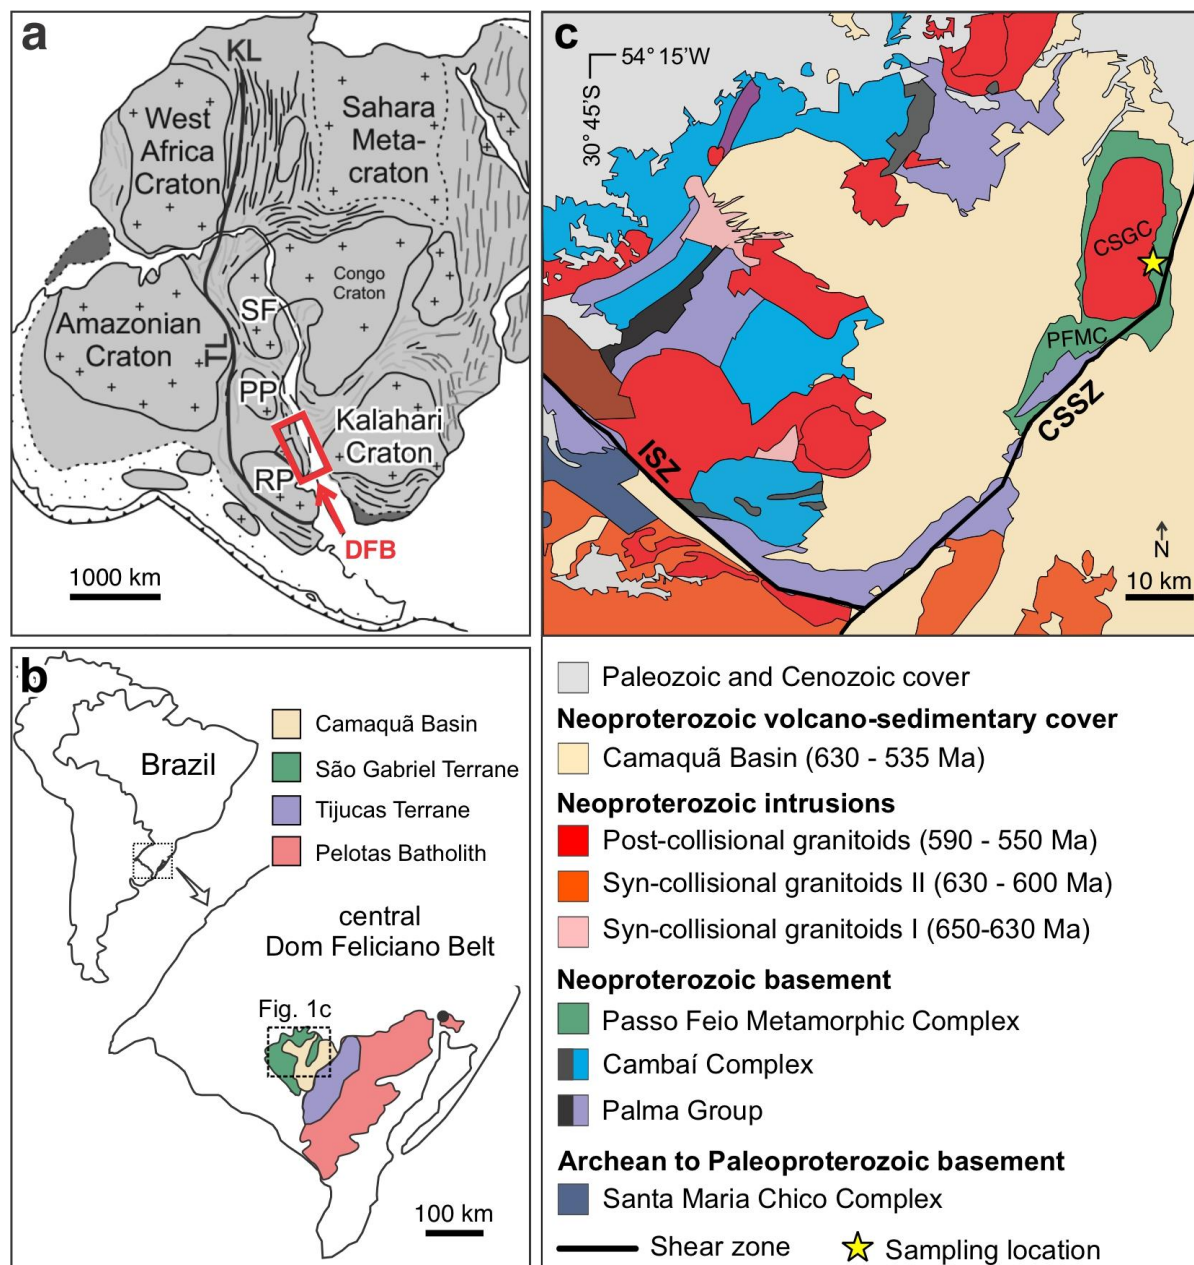 a
KL
West
Africa
Craton
Sahara
Meta-
craton
Congo
Craton
SF
Amazonian
Craton
TL
PP
Kalahari
Craton
RP
DFB
1000 km
c
54° 15'W
30° 45'S
CSGC
PFMC
CSSZ
ISZ
N
10 km
b
Brazil
Camaquã Basin
São Gabriel Terrane
Tijucas Terrane
Pelotas Batholith
central
Dom Feliciano Belt
Fig. 1c
100 km
Paleozoic and Cenozoic cover
Neoproterozoic volcano-sedimentary cover
Camaquã Basin (630 - 535 Ma)
Neoproterozoic intrusions
Post-collisional granitoids (590 - 550 Ma)
Syn-collisional granitoids II (630 - 600 Ma)
Syn-collisional granitoids I (650-630 Ma)
Neoproterozoic basement
Passo Feio Metamorphic Complex
Cambaí Complex
Palma Group
Archean to Paleoproterozoic basement
Santa Maria Chico Complex
Shear zone
Sampling location